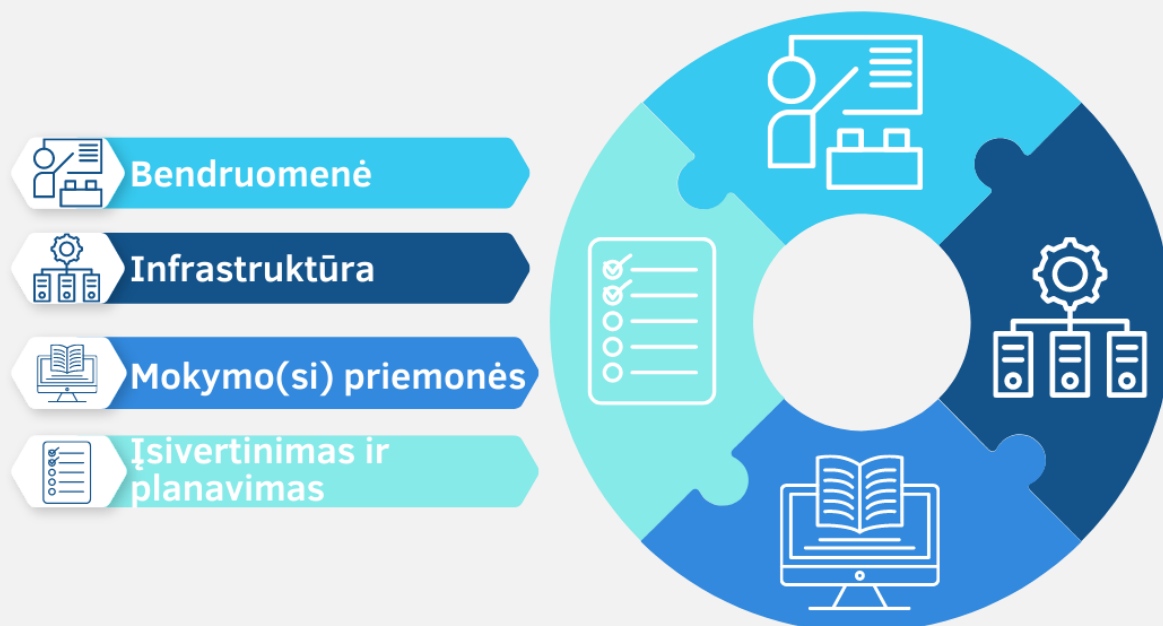 Bendruomenė
Infrastruktūra
Mokymo(si) priemonės
Įsivertinimas ir
planavimas